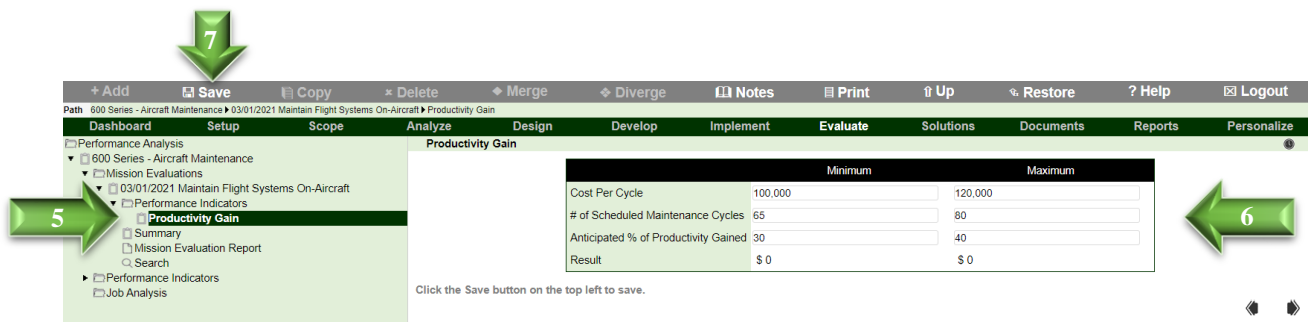 7
+ Add Save Copy × Delete Merge Diverge Notes Print Up Restore ? Help Logout
Path 600 Series - Aircraft Maintenance 03/01/2021 Maintain Flight Systems On-Aircraft Productivity Gain
Dashboard Setup Scope Analyze Design Develop Implement Evaluate Solutions Documents Reports Personalize
Performance Analysis
Productivity Gain
600 Series - Aircraft Maintenance
Mission Evaluations
03/01/2021 Maintain Flight Systems On-Aircraft
Performance Indicators
5
Productivity Gain
Summary
Mission Evaluation Report
Search
Performance Indicators
Job Analysis
Minimum Maximum
Cost Per Cycle 100,000 120,000
# of Scheduled Maintenance Cycles 65 80
6
Anticipated % of Productivity Gained 30 40
Result $ 0 $ 0
Click the Save button on the top left to save.